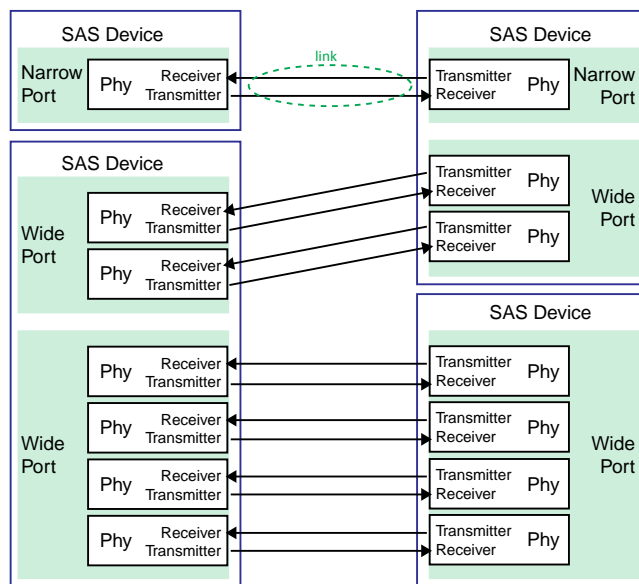 SAS Device
Narrow
Port
Phy
Receiver
Transmitter
link
SAS Device
Transmitter
Receiver
Phy
Narrow
Port
SAS Device
Wide
Port
Phy
Receiver
Transmitter
Phy
Receiver
Transmitter
Transmitter
Receiver
Phy
Transmitter
Receiver
Phy
Wide
Port
Wide
Port
Phy
Receiver
Transmitter
Phy
Receiver
Transmitter
Phy
Receiver
Transmitter
Phy
Receiver
Transmitter
SAS Device
Transmitter
Receiver
Phy
Transmitter
Receiver
Phy
Transmitter
Receiver
Phy
Transmitter
Receiver
Phy
Wide
Port